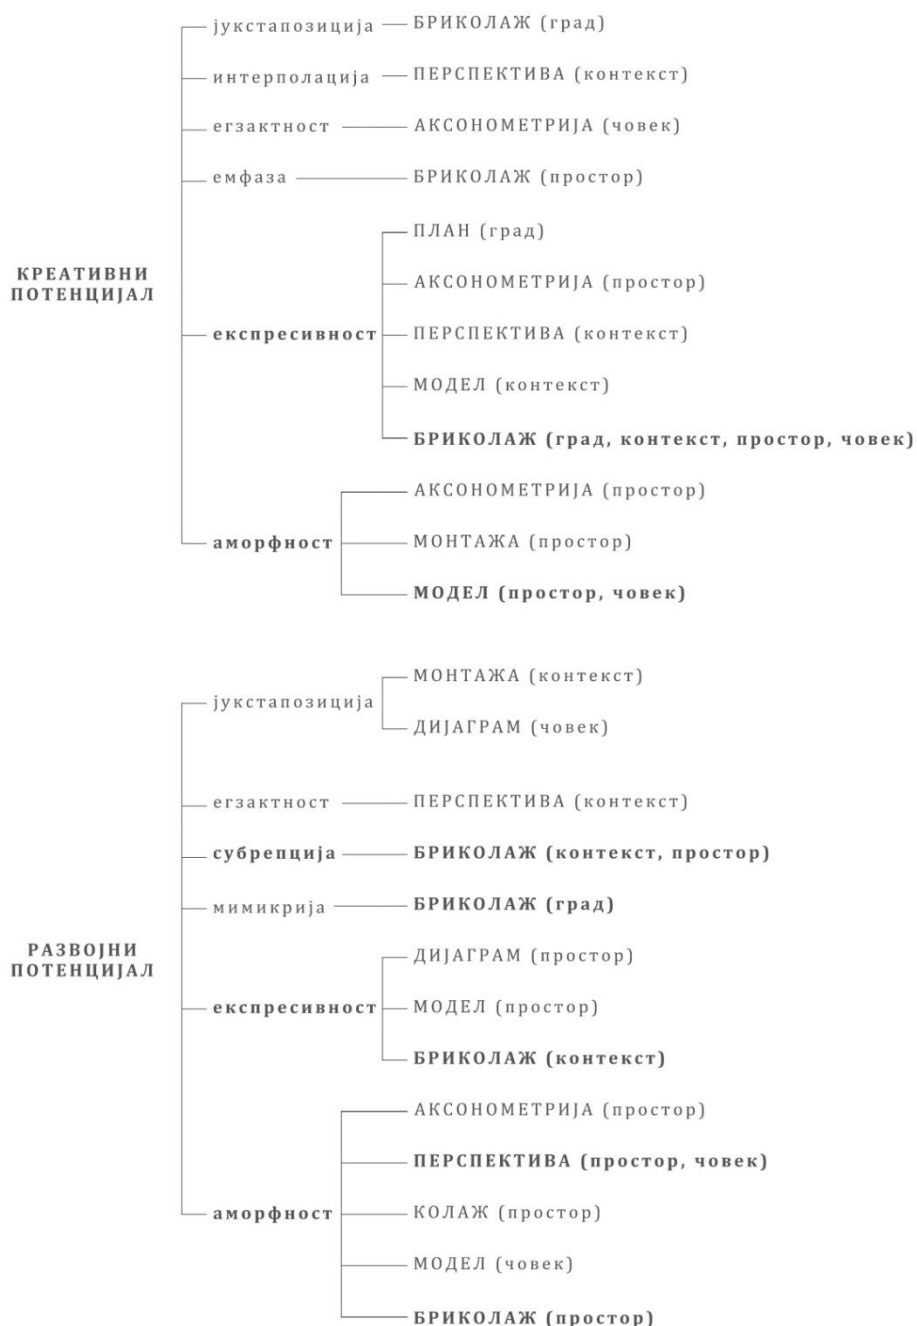 јукстапозиција БРИКОЛАЖ (град)
интерполација ПЕРСПЕКТИВА (контекст)
егзактност АКСОНОМЕТРИЈА (човек)
емфаза БРИКОЛАЖ (простор)
КРЕАТИВНИ
ПОТЕНЦИЈАЛ
експресивност
ПЛАН (град)
АКСОНОМЕТРИЈА (простор)
ПЕРСПЕКТИВА (контекст)
МОДЕЛ (контекст)
БРИКОЛАЖ (град, контекст, простор, човек)
аморфност
АКСОНОМЕТРИЈА (простор)
МОНТАЖА (простор)
МОДЕЛ (простор, човек)
јукстапозиција
МОНТАЖА (контекст)
ДИЈАГРАМ (човек)
егзактност ПЕРСПЕКТИВА (контекст)
субрепција БРИКОЛАЖ (контекст, простор)
мимикрија БРИКОЛАЖ (град)
РАЗВОЈНИ
ПОТЕНЦИЈАЛ
експресивност
ДИЈАГРАМ (простор)
МОДЕЛ (простор)
БРИКОЛАЖ (контекст)
аморфност
АКСОНОМЕТРИЈА (простор)
ПЕРСПЕКТИВА (простор, човек)
КОЛАЖ (простор)
МОДЕЛ (човек)
БРИКОЛАЖ (простор)